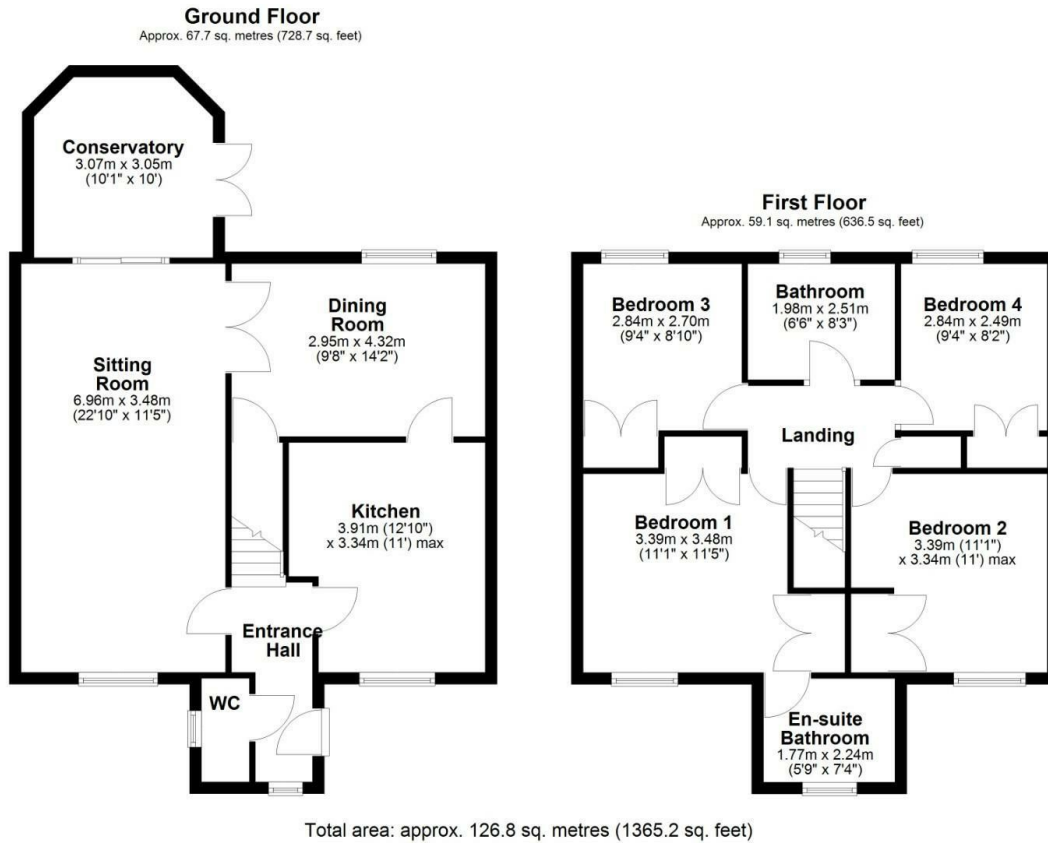 Ground Floor
Approx. 67.7 sq. metres (728.7 sq. feet)
Conservatory
3.07m x 3.05m
(10'1" x 10')
Dining
Room
2.95m x 4.32m
(9'8" x 14'2")
Sitting
Room
6.96m x 3.48m
(22'10" x 11'5")
Kitchen
3.91m (12'10")
x 3.34m (11') max
Entrance
Hall
WC
First Floor
Approx. 59.1 sq. metres (636.5 sq. feet)
Bedroom 3
2.84m x 2.70m
(9'4" x 8'10")
Bathroom
1.98m x 2.51m
(6'6" x 8'3")
Bedroom 4
2.84m x 2.49m
(9'4" x 8'2")
Landing
Bedroom 1
3.39m x 3.48m
(11'1" x 11'5")
Bedroom 2
3.39m (11'1")
x 3.34m (11') max
En-suite
Bathroom
1.77m x 2.24m
(5'9" x 7'4")
Total area: approx. 126.8 sq. metres (1365.2 sq. feet)